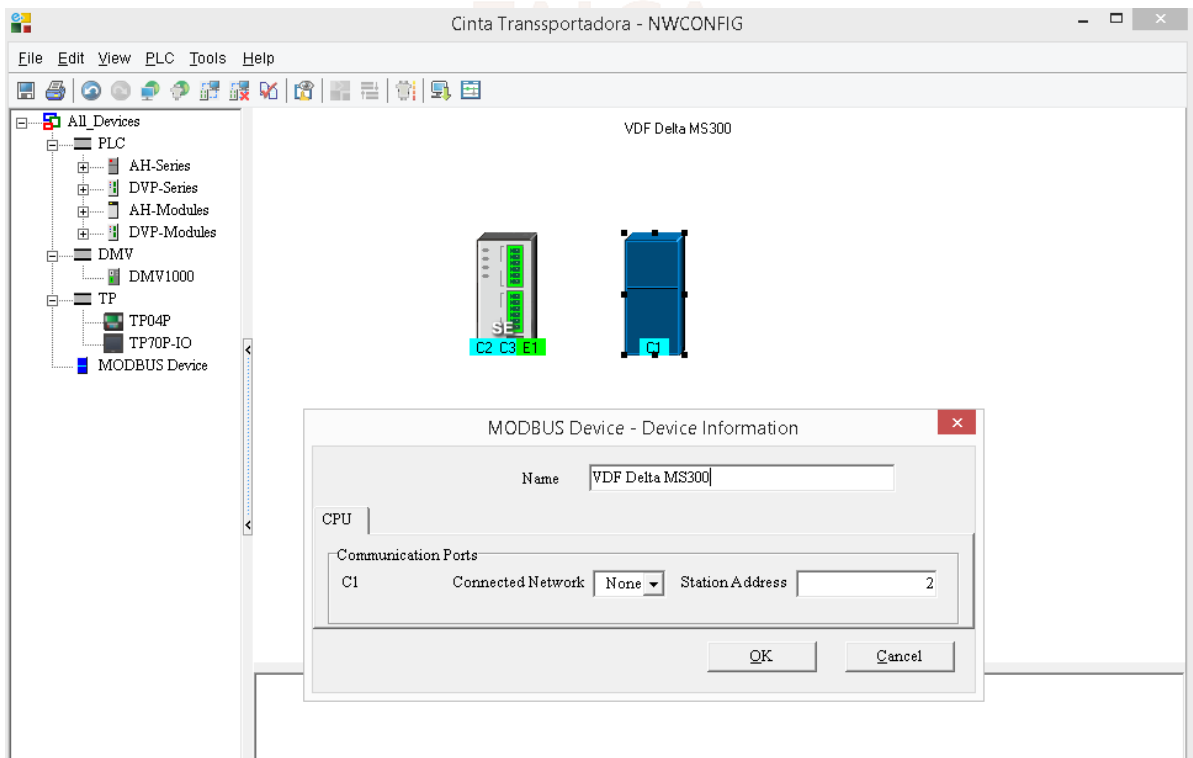 Cinta Transsportadora - NWCONFIG
File Edit View PLC Tools Help
All_Devices
PLC
AH-Series
DVP-Series
AH-Modules
DVP-Modules
DMV
DMV1000
TP
TP04P
TP70P-IO
MODBUS Device
VDF Delta MS300
SE
C2 C3 E1
C1
MODBUS Device - Device Information
Name VDF Delta MS300
CPU
Communication Ports
C1 Connected Network None Station Address 2
OK Cancel